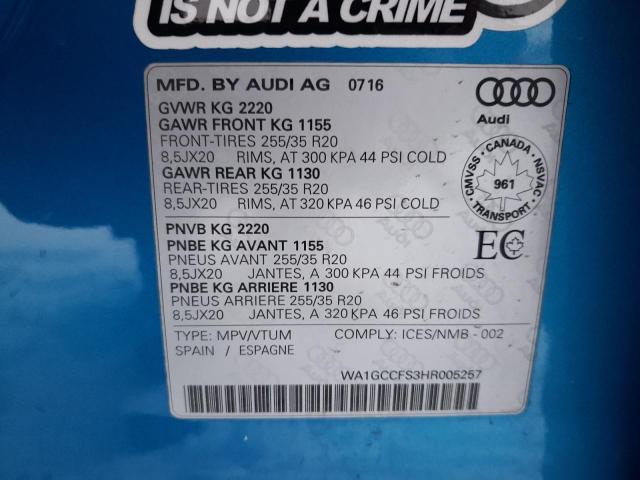 IS NOT A CRIME
MFD. BY AUDI AG 0716
GVWR KG 2220
GAWR FRONT KG 1155
FRONT-TIRES 255/35 R20
8,5JX20 RIMS, AT 300 KPA 44 PSI COLD
GAWR REAR KG 1130
REAR-TIRES 255/35 R20
8,5JX20 RIMS, AT 320 KPA 46 PSI COLD
Audi
CMVSS - CANADA - NSVAC
961
TRANSPORT
PNVB KG 2220
PNBE KG AVANT 1155
PNEUS AVANT 255/35 R20
8,5JX20 JANTES, A 300 KPA 44 PSI FROIDS
PNBE KG ARRIERE 1130
PNEUS ARRIERE 255/35 R20
8,5JX20 JANTES, A 320 KPA 46 PSI FROIDS
EC
TYPE: MPV/VTUM COMPLY: ICES/NMB - 002
SPAIN / ESPAGNE
WA1GCCFS3HR005257